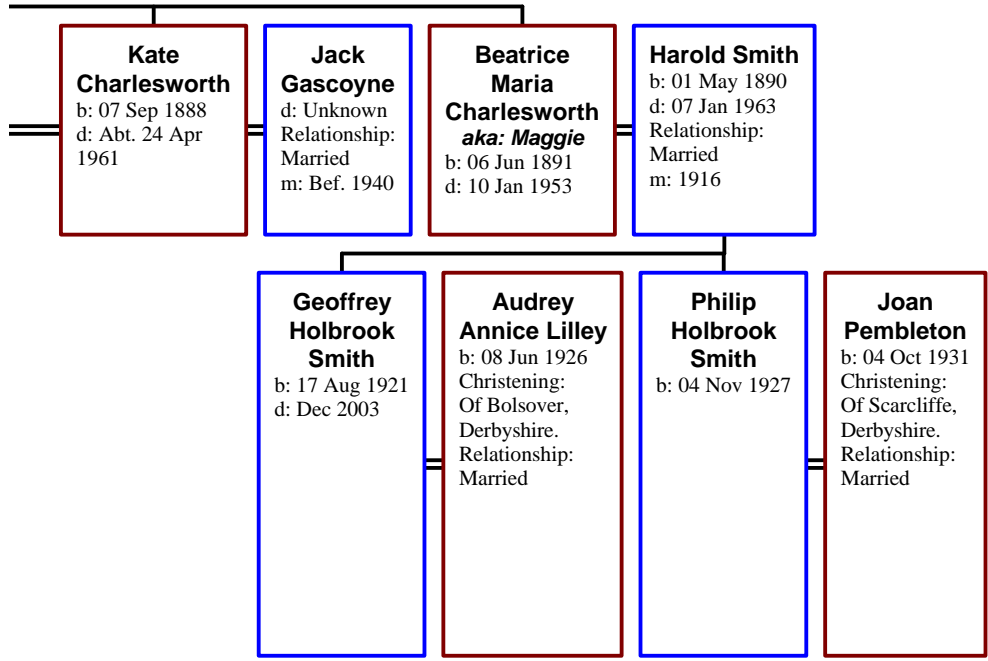 Kate
Charlesworth
b: 07 Sep 1888
d: Abt. 24 Apr
1961
Jack
Gascoyne
d: Unknown
Relationship:
Married
m: Bef. 1940
Beatrice
Maria
Charlesworth
aka: Maggie
b: 06 Jun 1891
d: 10 Jan 1953
Harold Smith
b: 01 May 1890
d: 07 Jan 1963
Relationship:
Married
m: 1916
Geoffrey
Holbrook
Smith
b: 17 Aug 1921
d: Dec 2003
Audrey
Annice Lilley
b: 08 Jun 1926
Christening:
Of Bolsover,
Derbyshire.
Relationship:
Married
Philip
Holbrook
Smith
b: 04 Nov 1927
Joan
Pembleton
b: 04 Oct 1931
Christening:
Of Scarcliffe,
Derbyshire.
Relationship:
Married